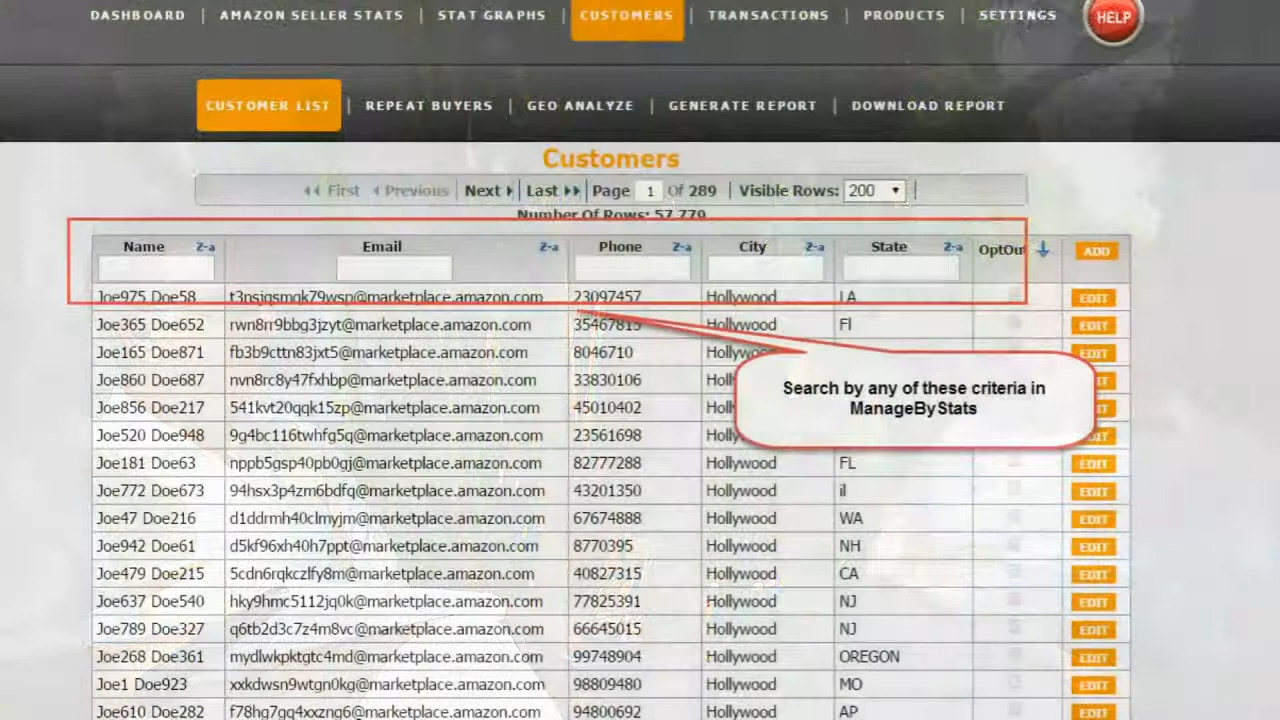 DASHBOARD | AMAZON SELLER STATS | STAT GRAPHS | CUSTOMERS | TRANSACTIONS | PRODUCTS | SETTINGS HELP
CUSTOMER LIST | REPEAT BUYERS | GEO ANALYZE | GENERATE REPORT | DOWNLOAD REPORT
Customers
First Previous | Next | Last | Page 1 Of 289 | Visible Rows: 200 |
Number Of Rows: 57,779
Name z-a Email z-a Phone z-a City z-a State z-a OptOut ADD
Joe975 Doe58 t3nsjqsmqk79wsp@marketplace.amazon.com 23097457 Hollywood LA EDIT
Joe365 Doe652 rwn8rr9bbg3jzyt@marketplace.amazon.com 35467815 Hollywood Fl EDIT
Joe165 Doe871 fb3b9cttn83jxt5@marketplace.amazon.com 8046710 Hollywood EDIT
Joe860 Doe687 nvn8rc8y47fxhbp@marketplace.amazon.com 33830106 Holly
Joe856 Doe217 541kvt20qqk15zp@marketplace.amazon.com 45010402 Holly
Joe520 Doe948 9g4bc116twhfg5q@marketplace.amazon.com 23561698 Holly
Search by any of these criteria in
ManageByStats
Joe181 Doe63 nppb5gsp40pb0gj@marketplace.amazon.com 82777288 Hollywood FL EDIT
Joe772 Doe673 94hsx3p4zm6bdfq@marketplace.amazon.com 43201350 Hollywood il EDIT
Joe47 Doe216 d1ddrmh40clmyjm@marketplace.amazon.com 67674888 Hollywood WA EDIT
Joe942 Doe61 d5kf96xh40h7ppt@marketplace.amazon.com 8770395 Hollywood NH EDIT
Joe479 Doe215 5cdn6rqkczlfy8m@marketplace.amazon.com 40827315 Hollywood CA EDIT
Joe637 Doe540 hky9hmc5112jq0k@marketplace.amazon.com 77825391 Hollywood NJ EDIT
Joe789 Doe327 q6tb2d3c7z4m8vc@marketplace.amazon.com 66645015 Hollywood NJ EDIT
Joe268 Doe361 mydlwkpktgtc4md@marketplace.amazon.com 99748904 Hollywood OREGON EDIT
Joe1 Doe923 xxkdwsn9wtgn0kg@marketplace.amazon.com 98809480 Hollywood MO EDIT
Joe610 Doe282 f78hg7gq4xxzng6@marketplace.amazon.com 94800692 Hollywood AP EDIT